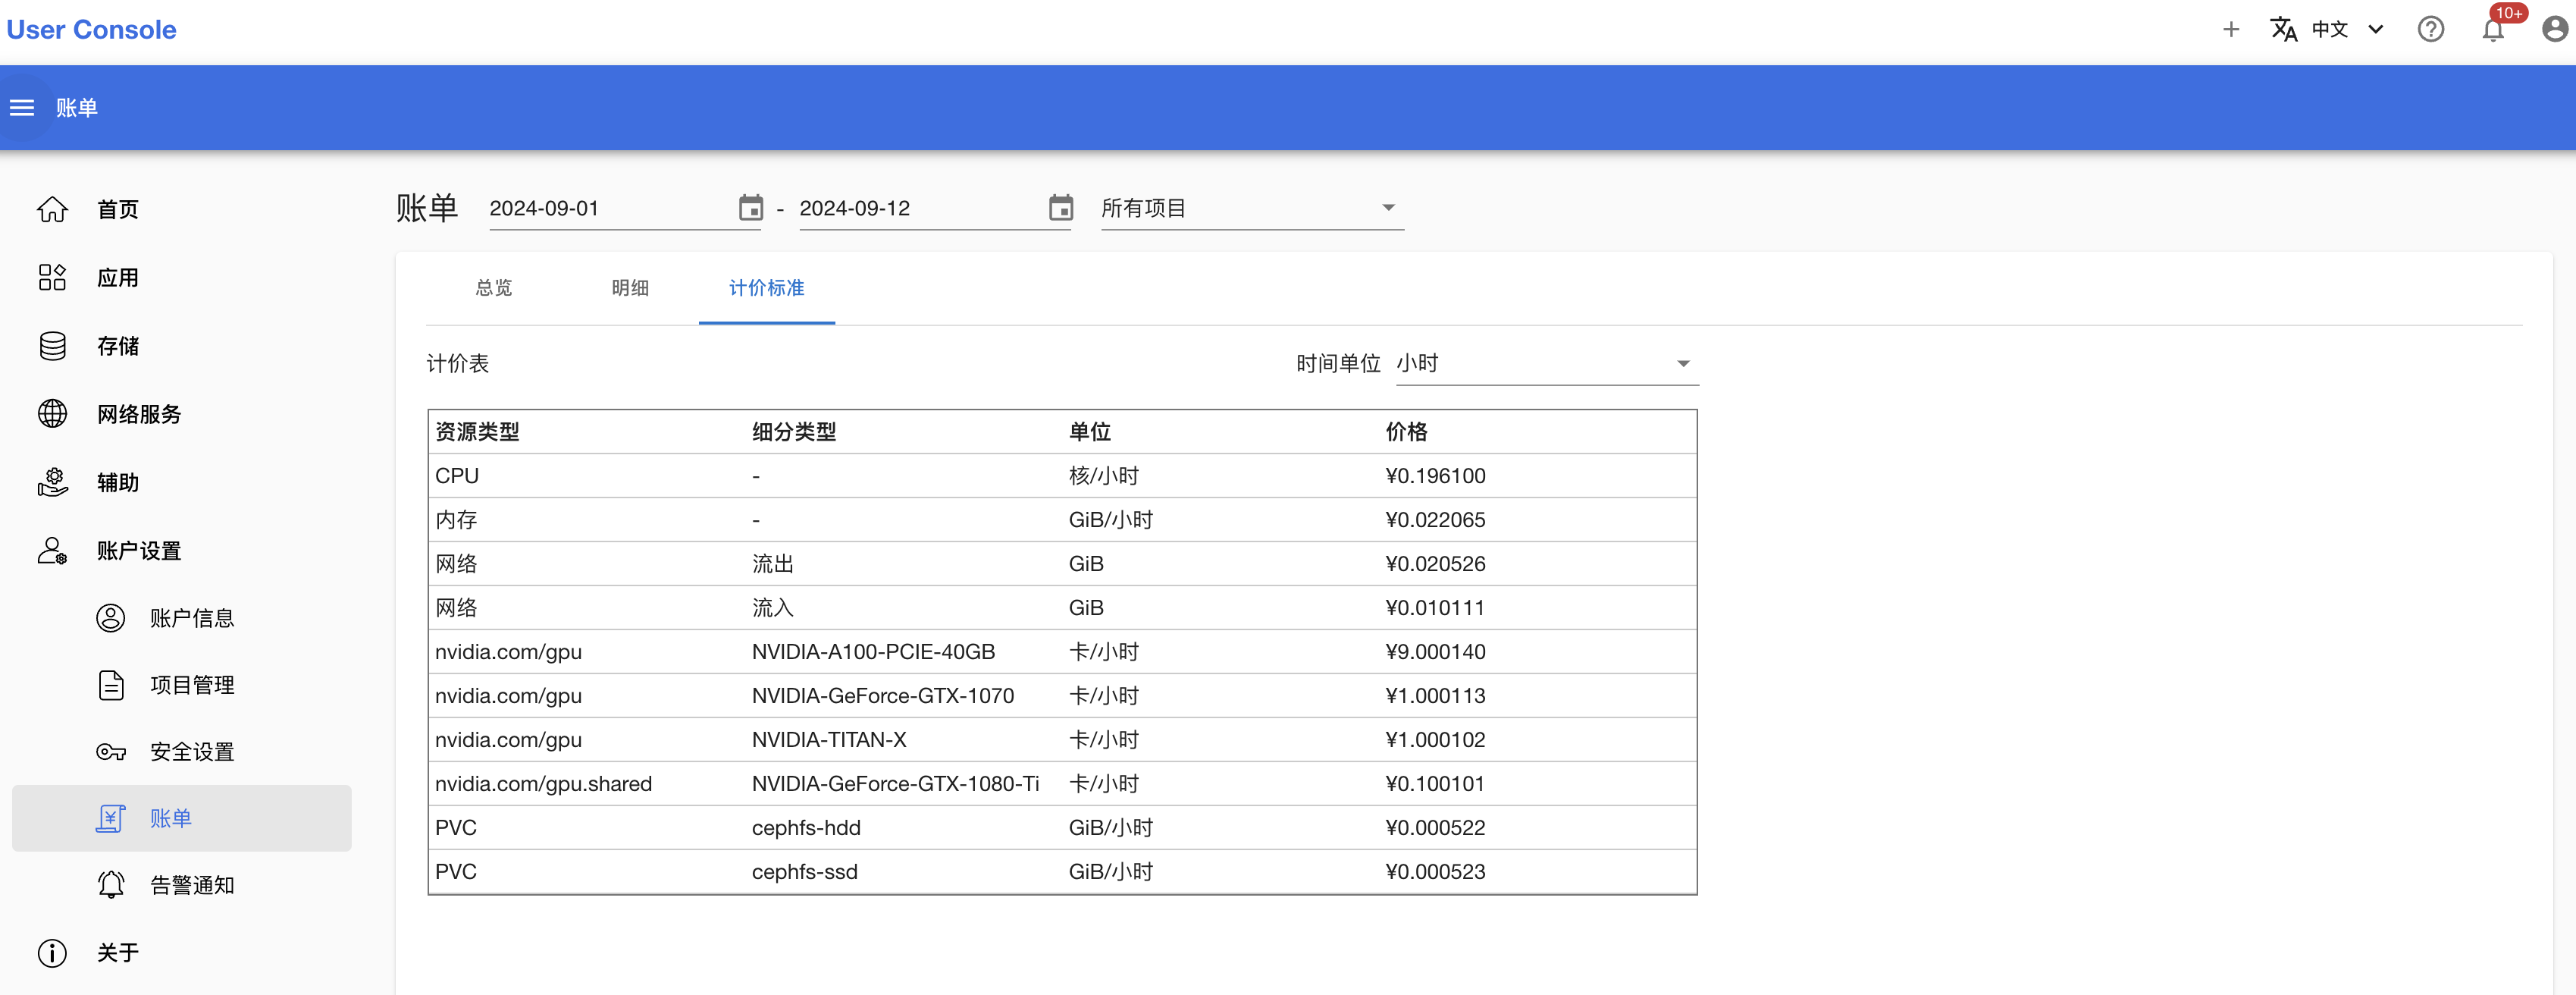 User Console
中文
10+
账单
首页
应用
存储
网络服务
辅助
账户设置
账户信息
项目管理
安全设置
账单
告警通知
关于
账单 2024-09-01 - 2024-09-12 所有项目
总览 明细 计价标准
计价表 时间单位 小时
资源类型 细分类型 单位 价格
CPU - 核/小时 ¥0.196100
内存 - GiB/小时 ¥0.022065
网络 流出 GiB ¥0.020526
网络 流入 GiB ¥0.010111
nvidia.com/gpu NVIDIA-A100-PCIE-40GB 卡/小时 ¥9.000140
nvidia.com/gpu NVIDIA-GeForce-GTX-1070 卡/小时 ¥1.000113
nvidia.com/gpu NVIDIA-TITAN-X 卡/小时 ¥1.000102
nvidia.com/gpu.shared NVIDIA-GeForce-GTX-1080-Ti 卡/小时 ¥0.100101
PVC cephfs-hdd GiB/小时 ¥0.000522
PVC cephfs-ssd GiB/小时 ¥0.000523